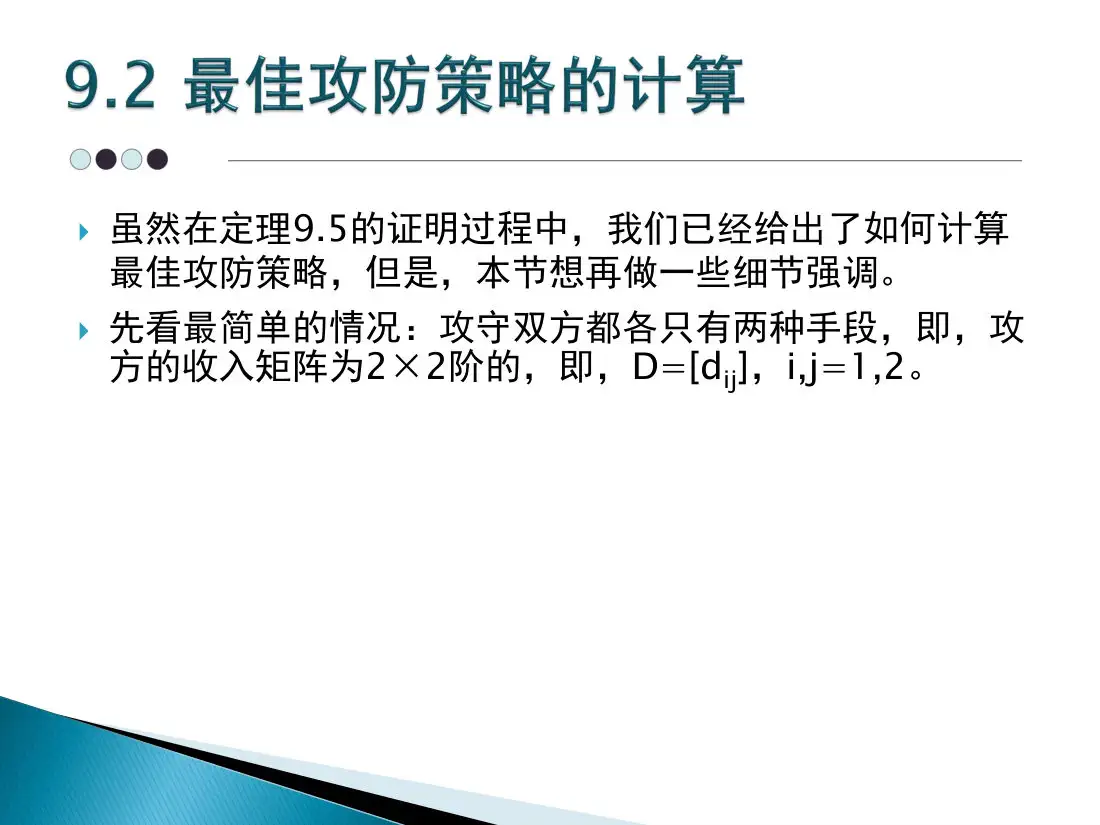 9.2 最佳攻防策略的计算
虽然在定理9.5的证明过程中，我们已经给出了如何计算
最佳攻防策略，但是，本节想再做一些细节强调。
先看最简单的情况：攻守双方都各只有两种手段，即，攻
方的收入矩阵为2×2阶的，即，D=[dij]，i,j=1,2。